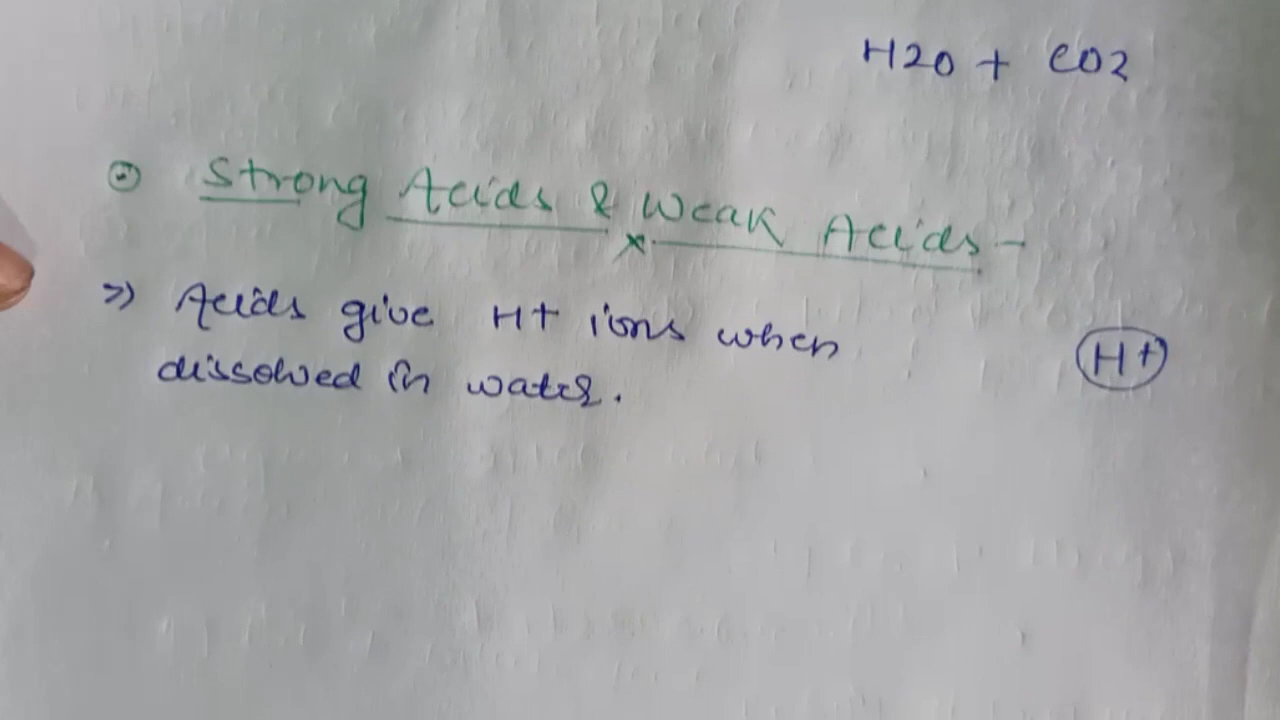 H2O + CO2
Strong Acids & Weak Acids -
=> Acids give H+ ions when
H+
dissolved in water.